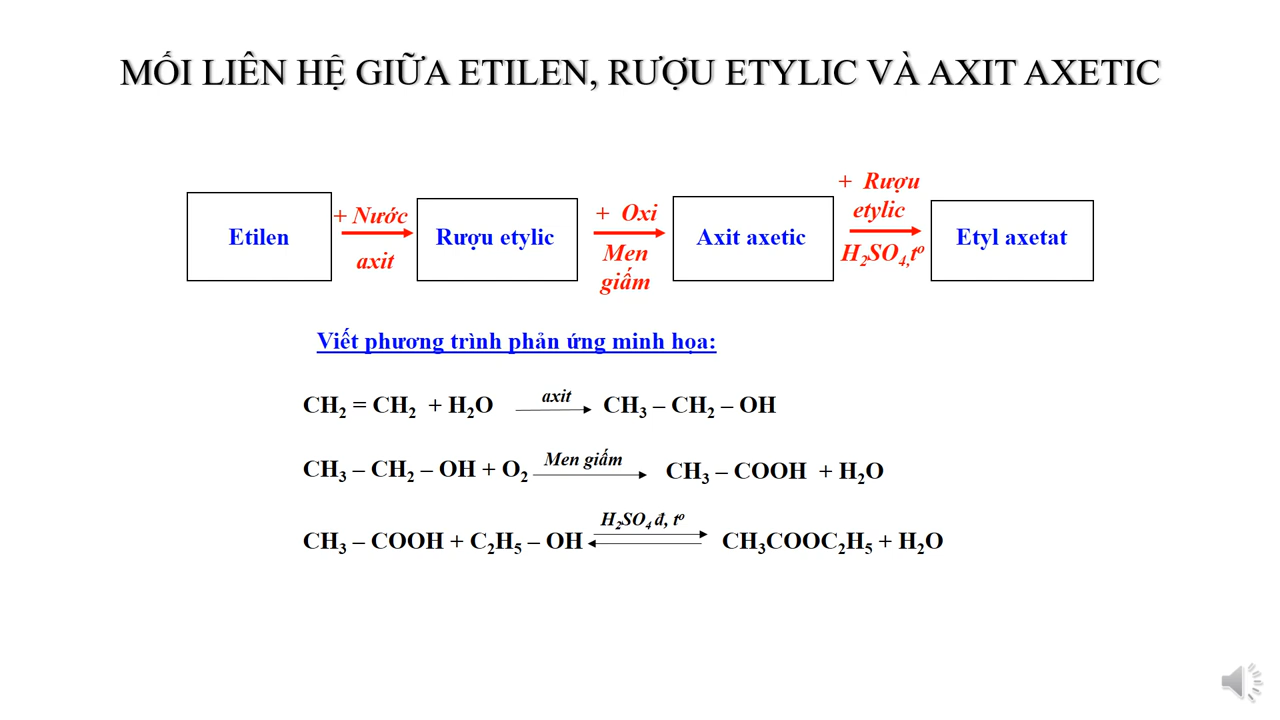 MỐI LIÊN HỆ GIỮA ETILEN, RƯỢU ETYLIC VÀ AXIT AXETIC
Etilen
+ Nước
axit
Rượu etylic
+ Oxi
Men
giấm
Axit axetic
+ Rượu
etylic
H₂SO₄,tᵒ
Etyl axetat
Viết phương trình phản ứng minh họa:
CH₂ = CH₂ + H₂O axit → CH₃ – CH₂ – OH
CH₃ – CH₂ – OH + O₂ Men giấm → CH₃ – COOH + H₂O
CH₃ – COOH + C₂H₅ – OH H₂SO₄ đ, tᵒ ⇄ CH₃COOC₂H₅ + H₂O